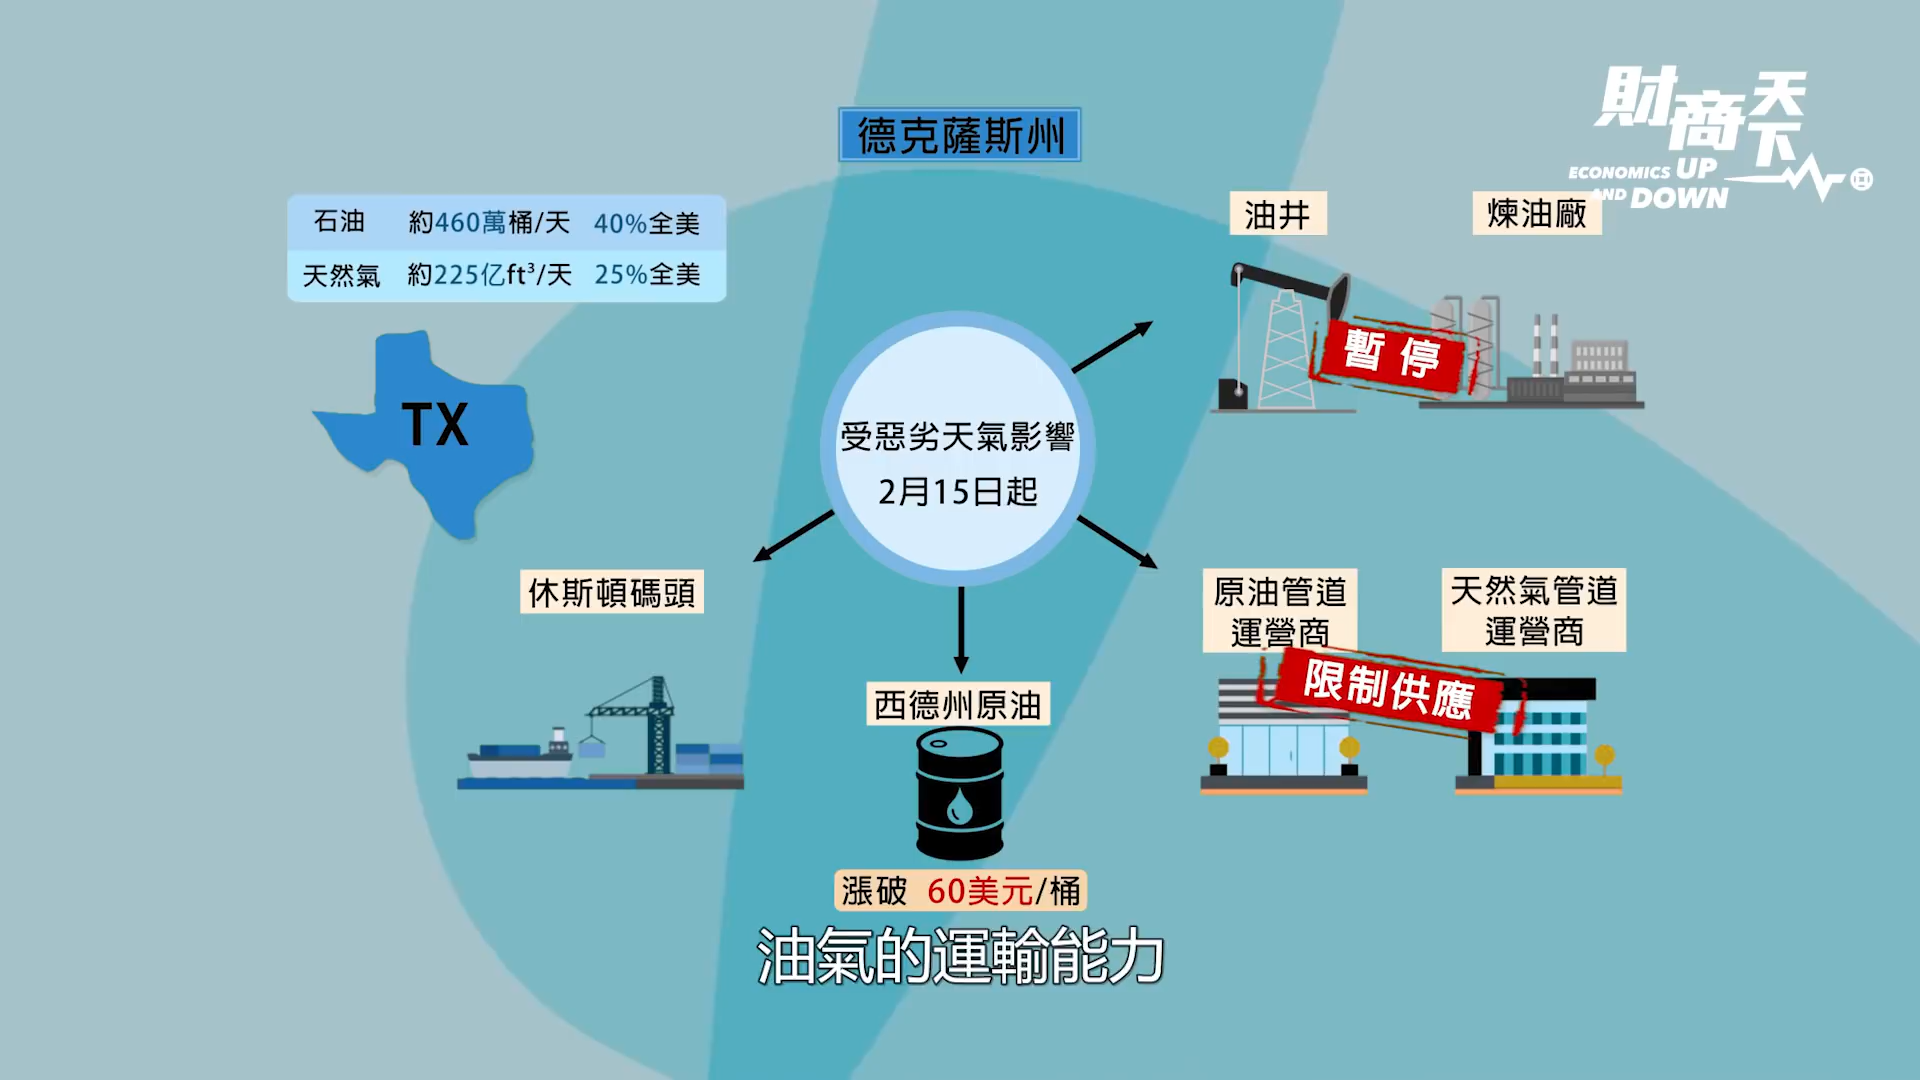 財商天下
ECONOMICS UP
AND DOWN
德克薩斯州
石油 約460萬桶/天 40%全美
天然氣 約225亿ft³/天 25%全美
TX
油井
煉油廠
暫停
受惡劣天氣影響
2月15日起
休斯頓碼頭
原油管道
運營商
天然氣管道
運營商
限制供應
西德州原油
漲破 60美元/桶
油氣的運輸能力